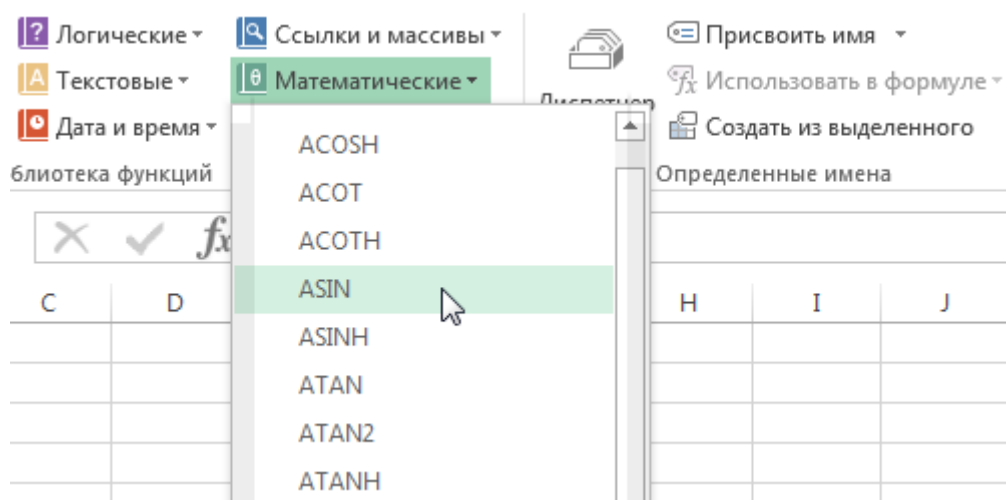 Логические
Ссылки и массивы
Присвоить имя
Текстовые
Математические
Использовать в формуле
Дата и время
Создать из выделенного
блиотека функций
Определенные имена
fx
C D H I J
ACOSH
ACOT
ACOTH
ASIN
ASINH
ATAN
ATAN2
ATANH